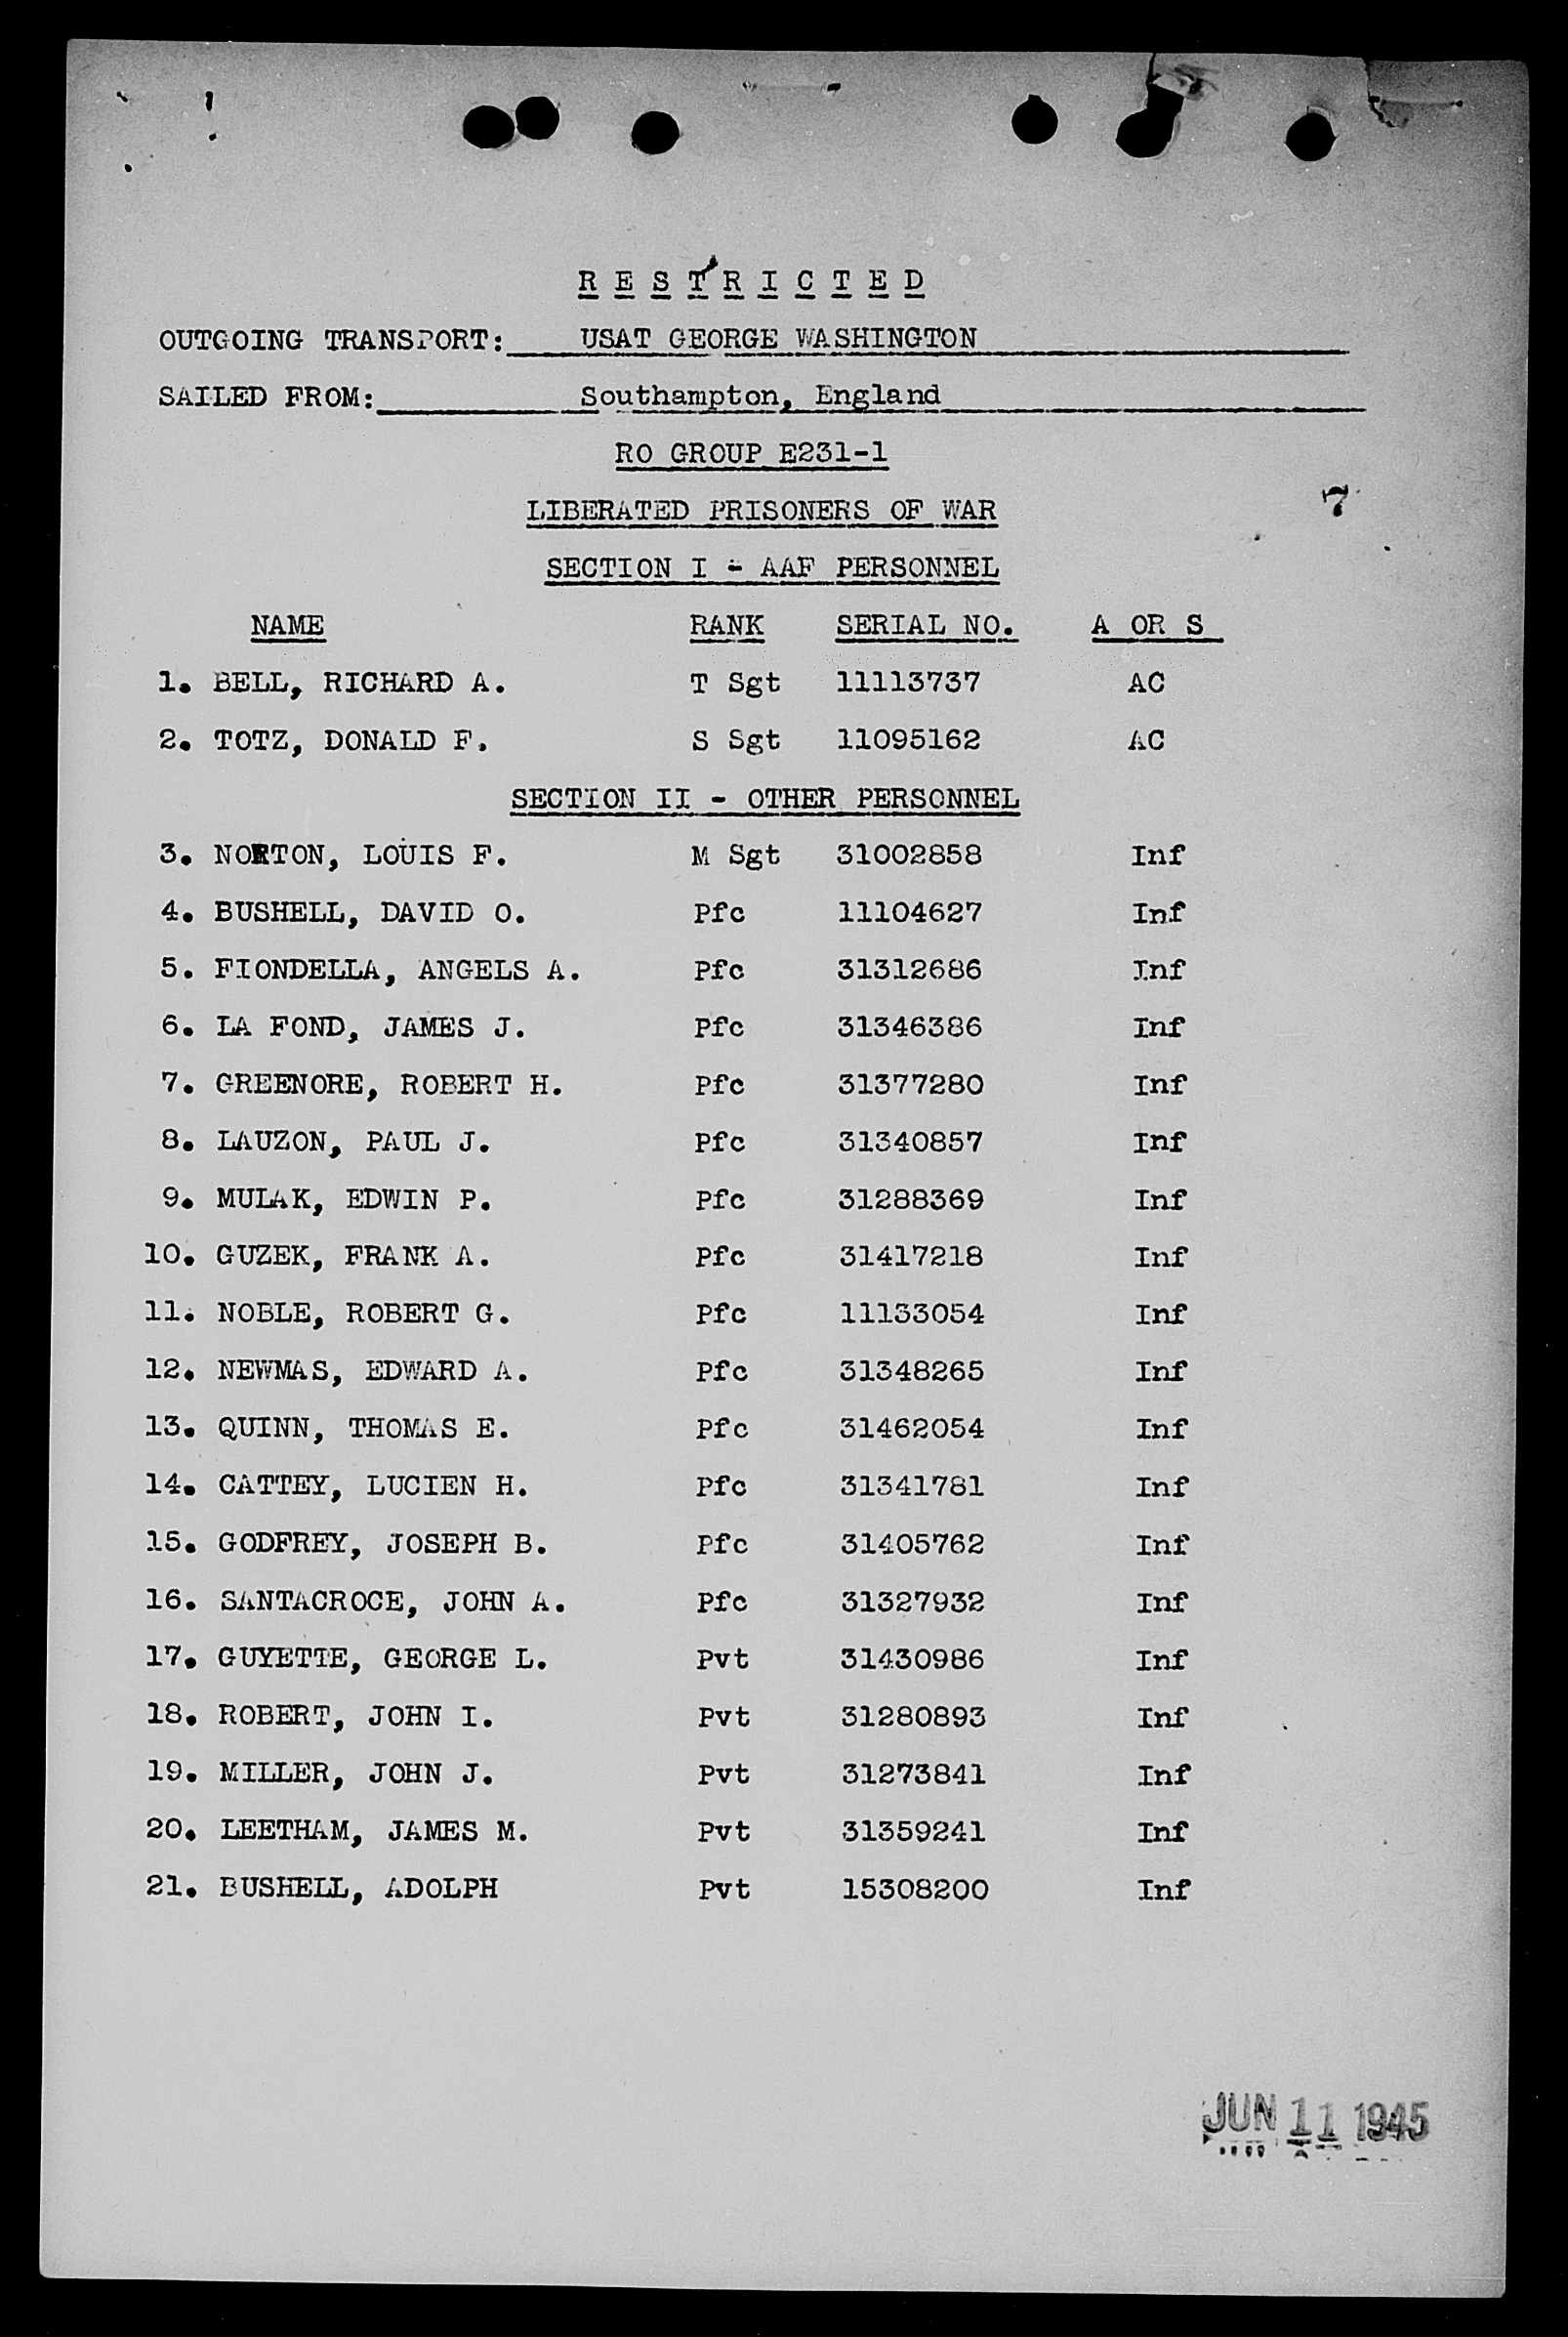 RESTRICTED
OUTGOING TRANSPORT: USAT GEORGE WASHINGTON
SAILED FROM: Southampton, England
RO GROUP E231-1
LIBERATED PRISONERS OF WAR
7
SECTION I - AAF PERSONNEL
NAME RANK SERIAL NO. A OR S
1. BELL, RICHARD A. T Sgt 11113737 AC
2. TOTZ, DONALD F. S Sgt 11095162 AC
SECTION II - OTHER PERSONNEL
3. NORTON, LOUIS F. M Sgt 31002858 Inf
4. BUSHELL, DAVID O. Pfc 11104627 Inf
5. FIONDELLA, ANGELS A. Pfc 31312686 Inf
6. LA FOND, JAMES J. Pfc 31346386 Inf
7. GREENORE, ROBERT H. Pfc 31377280 Inf
8. LAUZON, PAUL J. Pfc 31340857 Inf
9. MULAK, EDWIN P. Pfc 31288369 Inf
10. GUZEK, FRANK A. Pfc 31417218 Inf
11. NOBLE, ROBERT G. Pfc 11133054 Inf
12. NEWMAS, EDWARD A. Pfc 31348265 Inf
13. QUINN, THOMAS E. Pfc 31462054 Inf
14. CATTEY, LUCIEN H. Pfc 31341781 Inf
15. GODFREY, JOSEPH B. Pfc 31405762 Inf
16. SANTACROCE, JOHN A. Pfc 31327932 Inf
17. GUYETTE, GEORGE L. Pvt 31430986 Inf
18. ROBERT, JOHN I. Pvt 31280893 Inf
19. MILLER, JOHN J. Pvt 31273841 Inf
20. LEETHAM, JAMES M. Pvt 31359241 Inf
21. BUSHELL, ADOLPH Pvt 15308200 Inf
JUN 11 1945